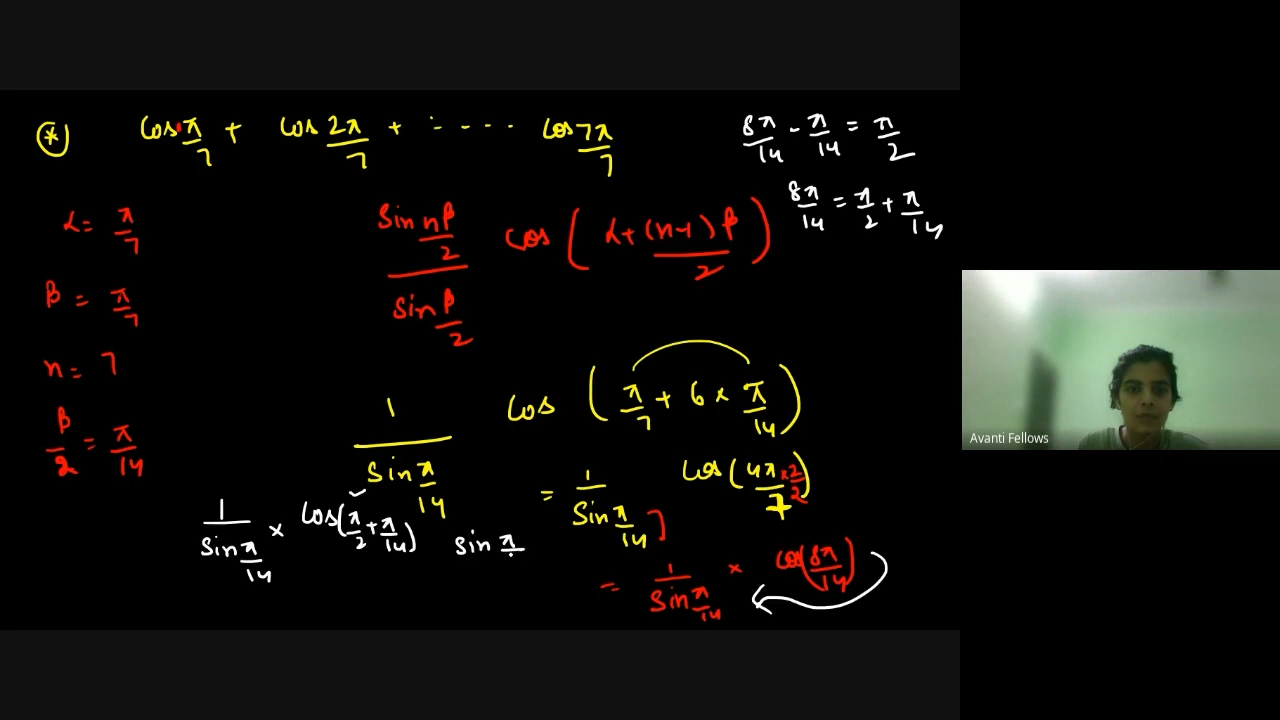 (*) cos π/7 + cos 2π/7 + ----- cos 7π/7
8π/14 - π/14 = π/2
8π/14 = π/2 + π/14
α = π/7
β = π/7
n = 7
β/2 = π/14
sin nβ/2 / sin β/2 cos (α + (n-1)β/2)
1 / sin π/14 cos (π/7 + 6 × π/14)
= 1 / sin π/14 cos (4π/7 × 2/2)
= 1 / sin π/14 × cos (8π/14)
1 / sin π/14 × cos (π/2 + π/14) sin π
Avanti Fellows